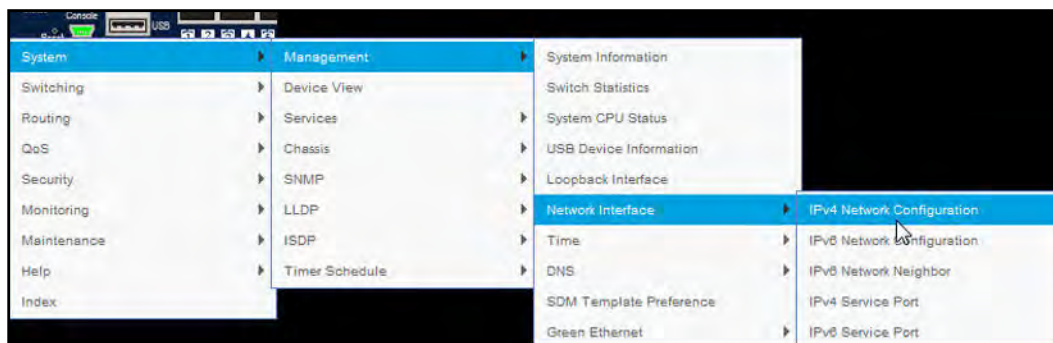 Console
USB
System
Switching
Routing
QoS
Security
Monitoring
Maintenance
Help
Index
Management
Device View
Services
Chassis
SNMP
LLDP
ISDP
Timer Schedule
System Information
Switch Statistics
System CPU Status
USB Device Information
Loopback Interface
Network Interface
Time
DNS
SDM Template Preference
Green Ethernet
IPv4 Network Configuration
IPv6 Network Configuration
IPv6 Network Neighbor
IPv4 Service Port
IPv6 Service Port